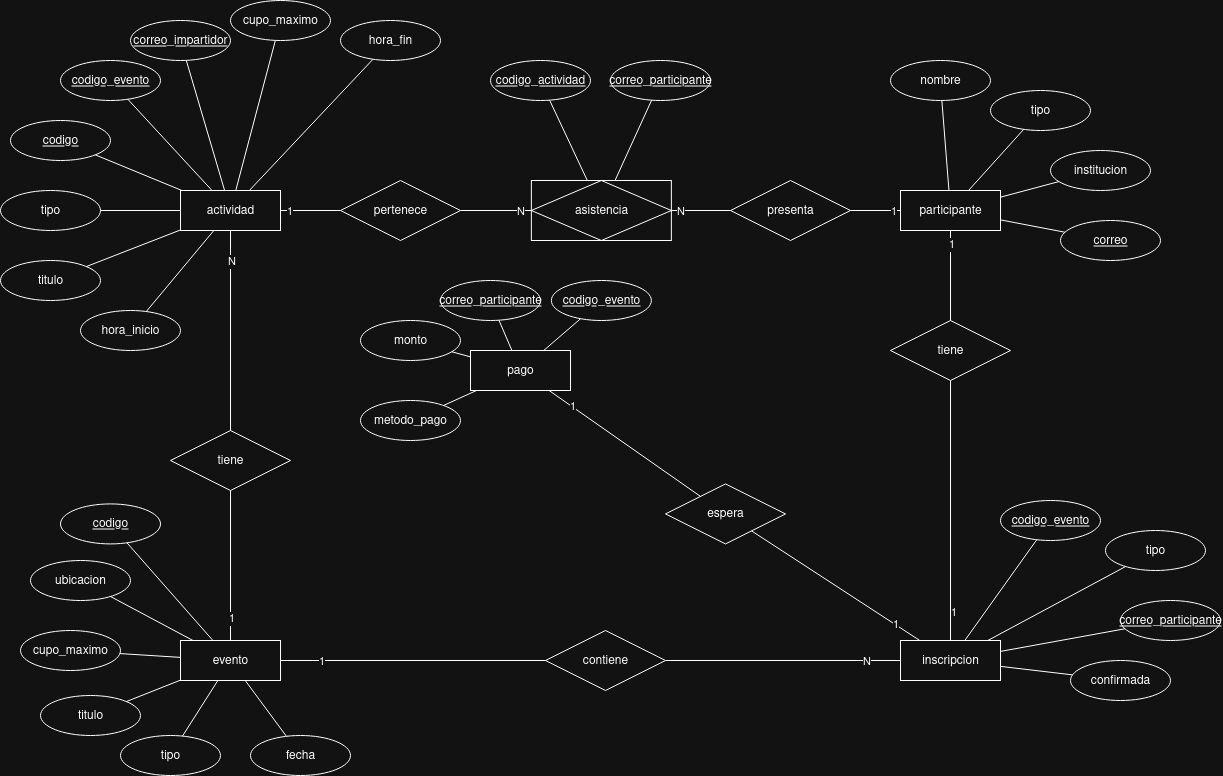 cupo_maximo
correo_impartidor
hora_fin
codigo_evento
codigo_actividad
correo_participante
nombre
tipo
codigo
institucion
tipo
actividad
1
pertenece
N
asistencia
N
presenta
1
participante
correo
1
N
titulo
hora_inicio
correo_participante
codigo_evento
monto
tiene
pago
1
metodo_pago
tiene
espera
codigo
codigo_evento
tipo
ubicacion
1
1
1
correo_participante
cupo_maximo
evento
1
contiene
N
inscripcion
confirmada
titulo
tipo
fecha